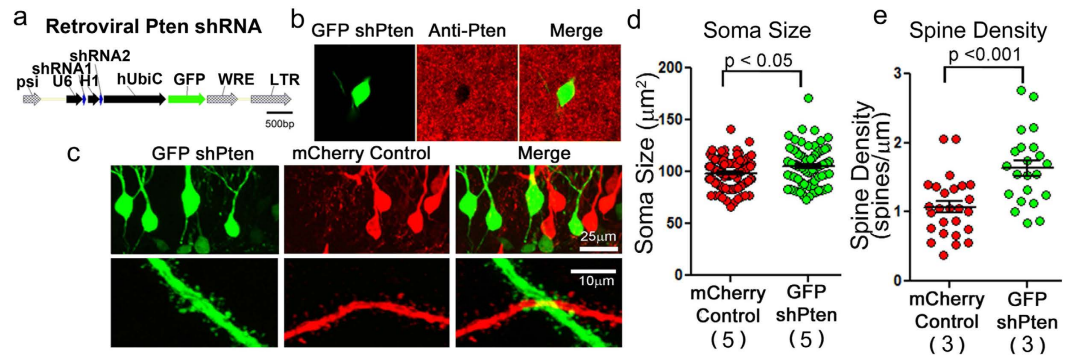 a
Retroviral Pten shRNA
shRNA2
shRNA1
psi U6 H1 hUbiC GFP WRE LTR
500bp
b
GFP shPten Anti-Pten Merge
c
GFP shPten mCherry Control Merge
25μm
10μm
d
Soma Size
p < 0.05
Soma Size (μm²)
200
150
100
50
0
mCherry Control
(5)
GFP shPten
(5)
e
Spine Density
p <0.001
Spine Density
(spines/μm)
3
2
1
0
mCherry Control
(3)
GFP shPten
(3)